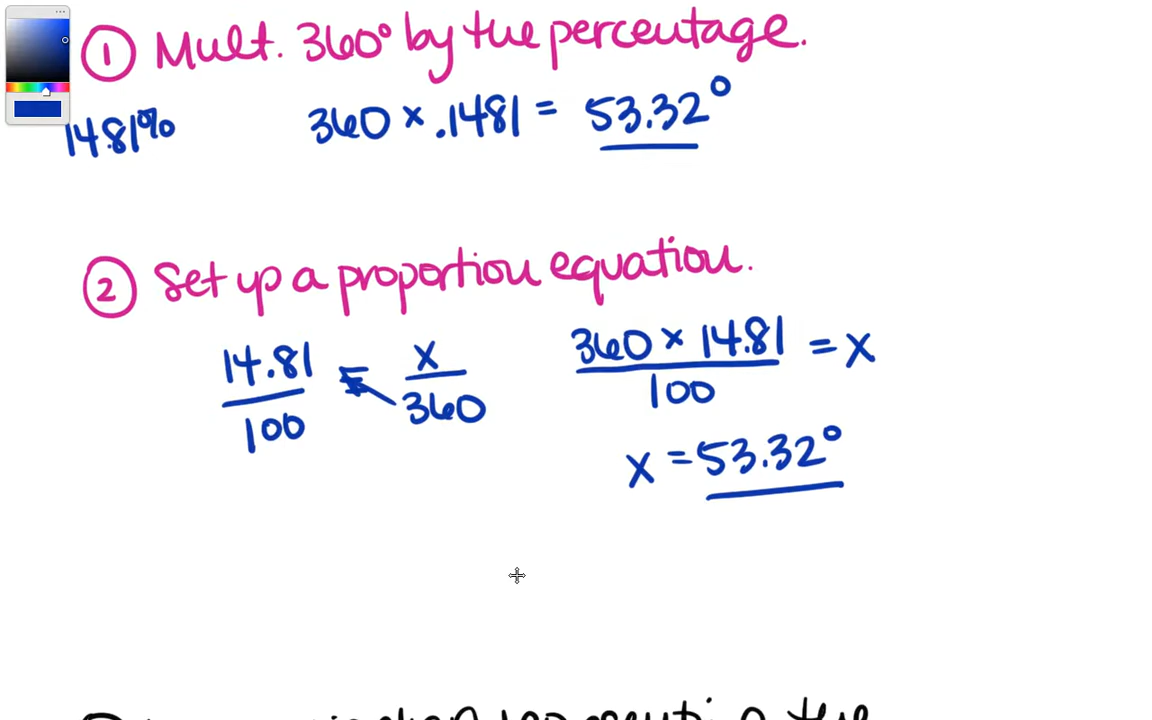 ① Mult. 360° by the percentage.
14.81% 360 × .1481 = 53.32°
② Set up a proportion equation.
14.81/100 = x/360 360 × 14.81/100 = x
x = 53.32°
the